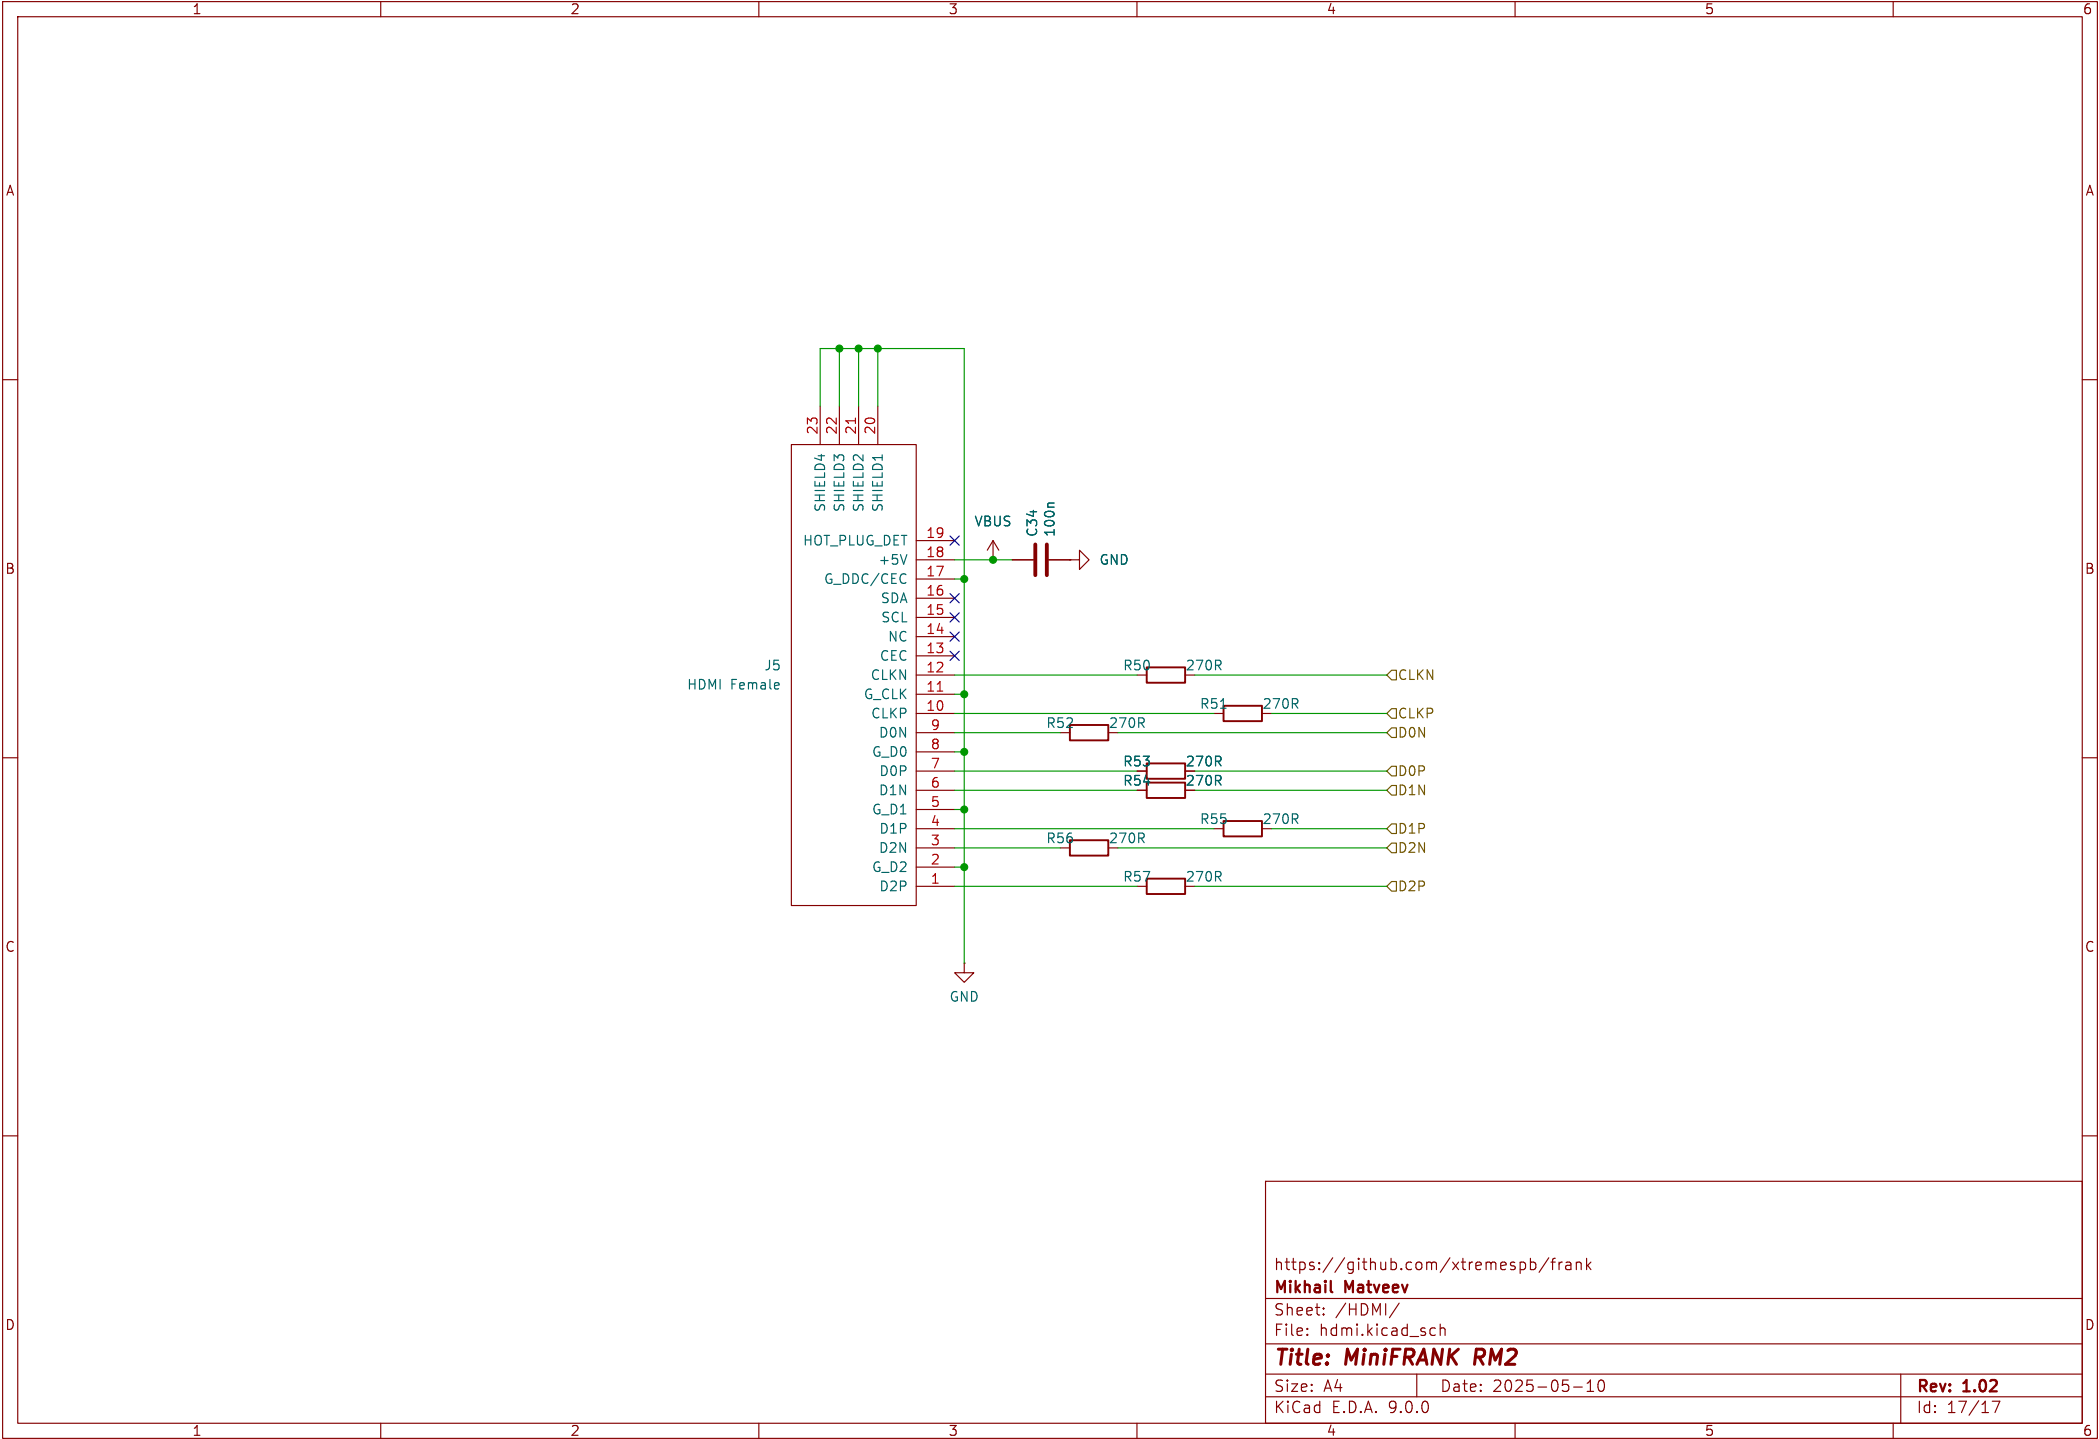 1 2 3 4 5 6
A A
B B
C C
D D
23 22 21 20
SHIELD4 SHIELD3 SHIELD2 SHIELD1
C34 100n
VBUS
HOT_PLUG_DET 19
+5V 18 GND
G_DDC/CEC 17
SDA 16
SCL 15
NC 14
CEC 13
J5
HDMI Female
CLKN 12 R50 270R CLKN
G_CLK 11
CLKP 10 R51 270R CLKP
D0N 9 R52 270R D0N
G_D0 8
D0P 7 R53 270R D0P
D1N 6 R54 270R D1N
G_D1 5
D1P 4 R55 270R D1P
D2N 3 R56 270R D2N
G_D2 2
D2P 1 R57 270R D2P
GND
https://github.com/xtremespb/frank
Mikhail Matveev
Sheet: /HDMI/
File: hdmi.kicad_sch
Title: MiniFRANK RM2
Size: A4 Date: 2025-05-10 Rev: 1.02
KiCad E.D.A. 9.0.0 Id: 17/17
1 2 3 4 5 6